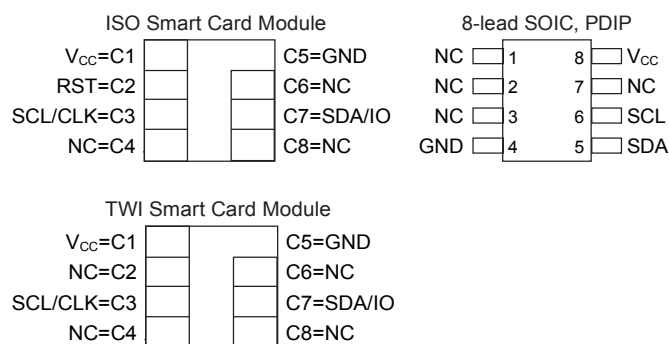 ISO Smart Card Module
VCC=C1
C5=GND
RST=C2
C6=NC
SCL/CLK=C3
C7=SDA/IO
NC=C4
C8=NC
8-lead SOIC, PDIP
NC 1 8 VCC
NC 2 7 NC
NC 3 6 SCL
GND 4 5 SDA
TWI Smart Card Module
VCC=C1
C5=GND
NC=C2
C6=NC
SCL/CLK=C3
C7=SDA/IO
NC=C4
C8=NC